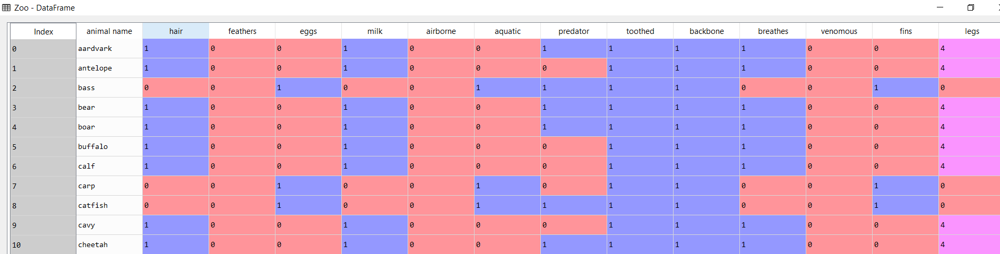 Zoo - DataFrame
Index animal name hair feathers eggs milk airborne aquatic predator toothed backbone breathes venomous fins legs
0 aardvark 1 0 0 1 0 0 1 1 1 1 0 0 4
1 antelope 1 0 0 1 0 0 0 1 1 1 0 0 4
2 bass 0 0 1 0 0 1 1 1 1 0 0 1 0
3 bear 1 0 0 1 0 0 1 1 1 1 0 0 4
4 boar 1 0 0 1 0 0 1 1 1 1 0 0 4
5 buffalo 1 0 0 1 0 0 0 1 1 1 0 0 4
6 calf 1 0 0 1 0 0 0 1 1 1 0 0 4
7 carp 0 0 1 0 0 1 0 1 1 0 0 1 0
8 catfish 0 0 1 0 0 1 1 1 1 0 0 1 0
9 cavy 1 0 0 1 0 0 0 1 1 1 0 0 4
10 cheetah 1 0 0 1 0 0 1 1 1 1 0 0 4